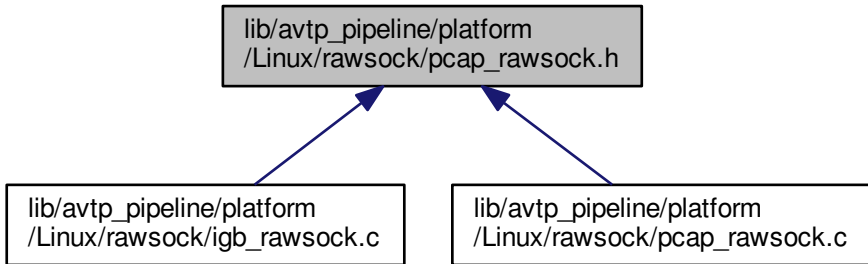 lib/avtp_pipeline/platform
/Linux/rawsock/pcap_rawsock.h
lib/avtp_pipeline/platform
/Linux/rawsock/igb_rawsock.c
lib/avtp_pipeline/platform
/Linux/rawsock/pcap_rawsock.c